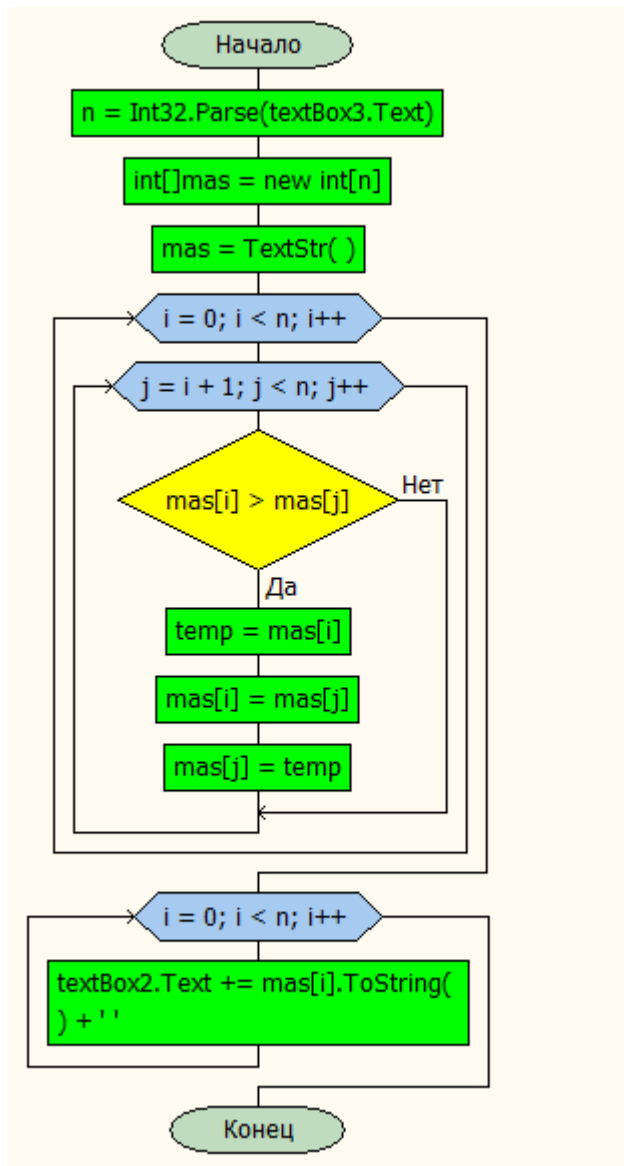 Начало
n = Int32.Parse(textBox3.Text)
int[]mas = new int[n]
mas = TextStr( )
i = 0; i < n; i++
j = i + 1; j < n; j++
mas[i] > mas[j]
Нет
Да
temp = mas[i]
mas[i] = mas[j]
mas[j] = temp
i = 0; i < n; i++
textBox2.Text += mas[i].ToString(
) + ' '
Конец